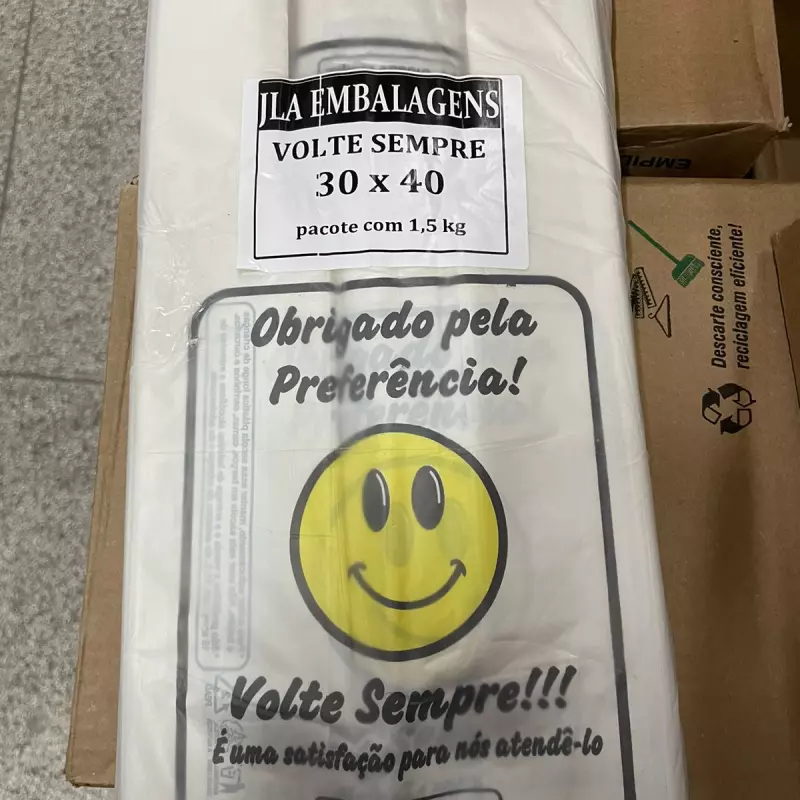 JLA EMBALAGENS
VOLTE SEMPRE
30 x 40
pacote com 1,5 kg
Obrigado pela
Preferência!
Volte Sempre!!!
É uma satisfação para nós atendê-lo
EMPI
Descarte consciente,
reciclagem eficiente!